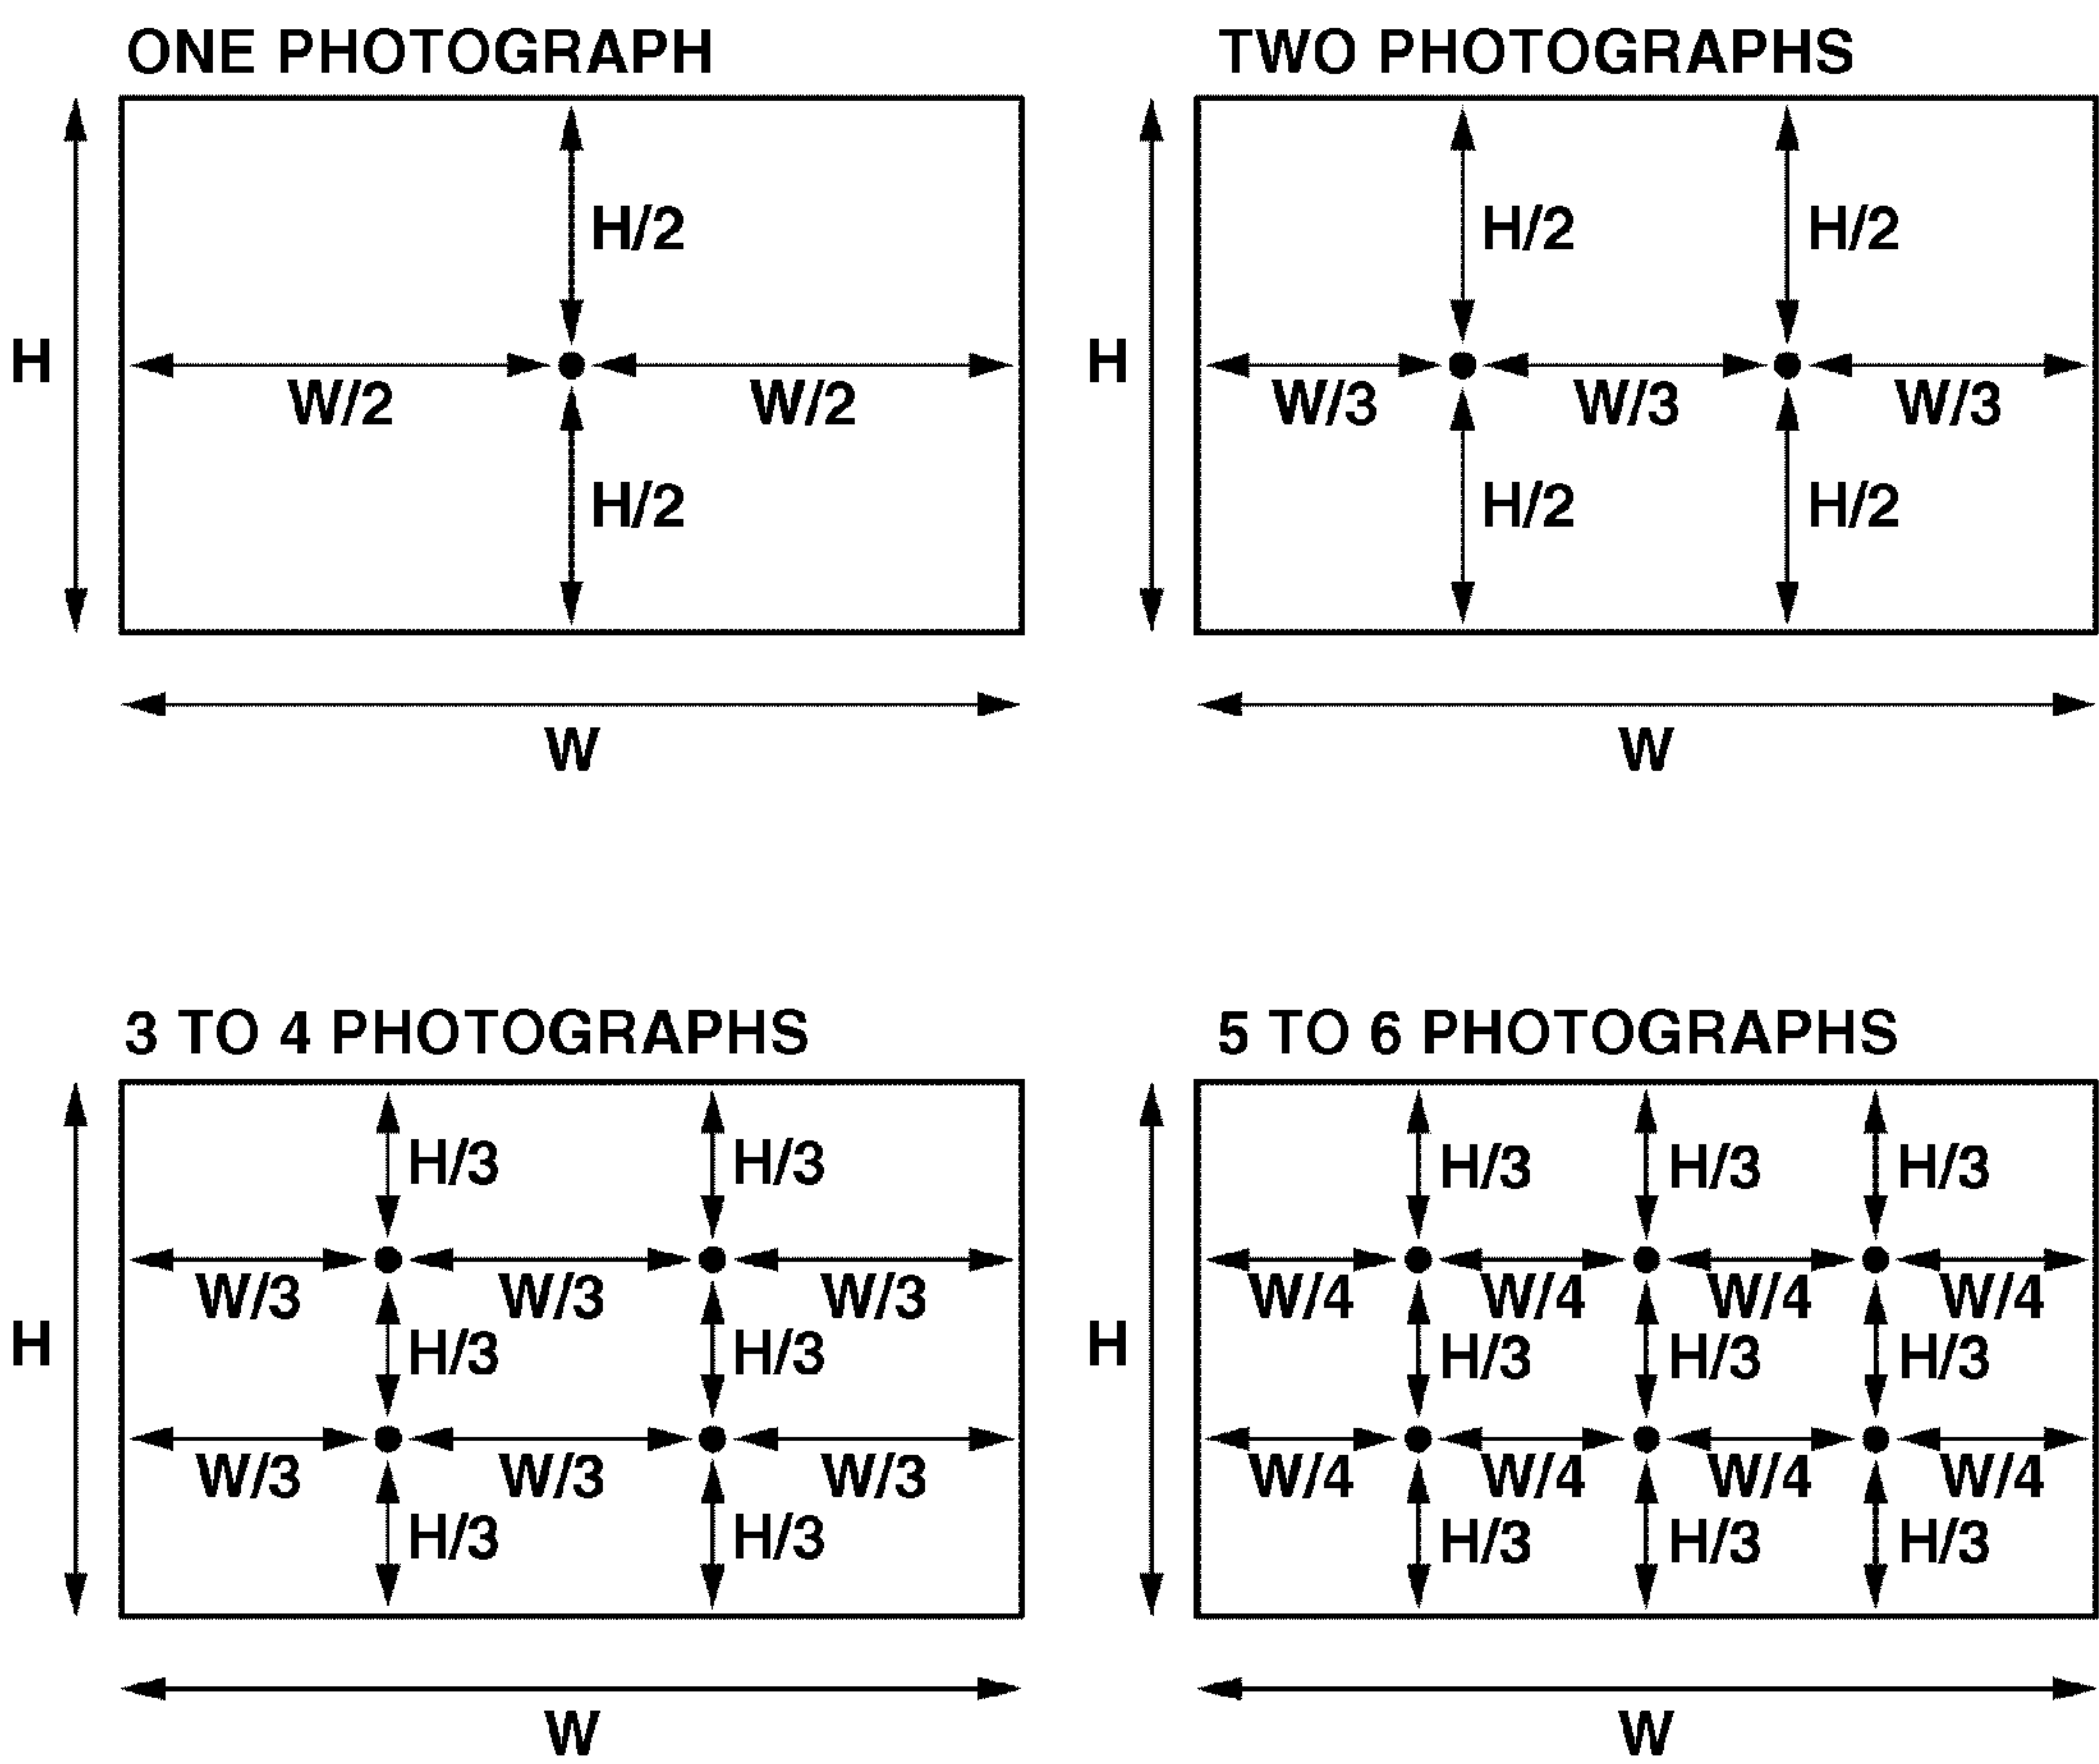 ONE PHOTOGRAPH
H/2
H
W/2 W/2
H/2
W
TWO PHOTOGRAPHS
H/2 H/2
H
W/3 W/3 W/3
H/2 H/2
W
3 TO 4 PHOTOGRAPHS
H/3 H/3
W/3 W/3 W/3
H
H/3 H/3
W/3 W/3 W/3
H/3 H/3
W
5 TO 6 PHOTOGRAPHS
H/3 H/3 H/3
W/4 W/4 W/4 W/4
H
H/3 H/3 H/3
W/4 W/4 W/4 W/4
H/3 H/3 H/3
W